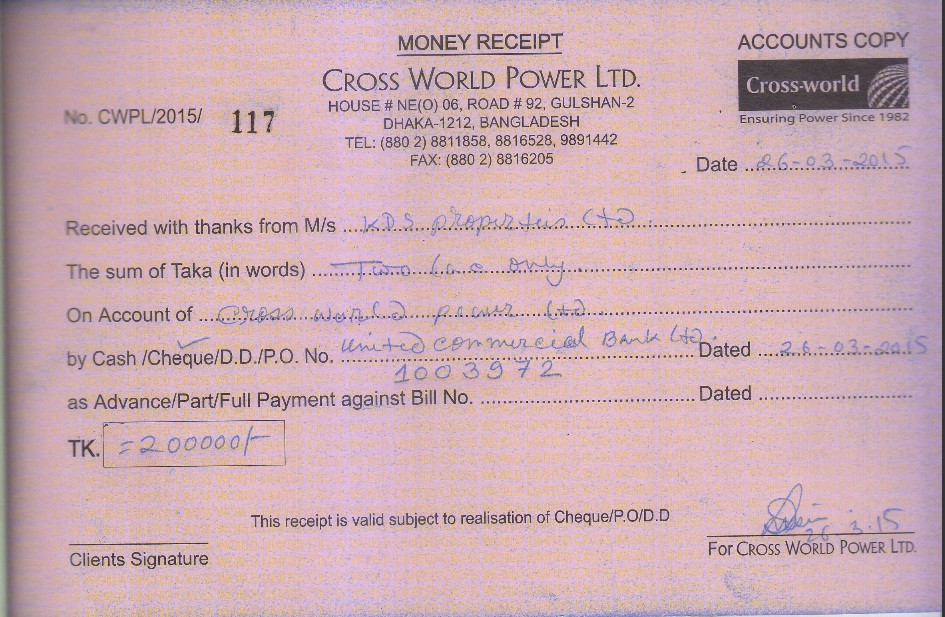 MONEY RECEIPT
ACCOUNTS COPY
CROSS WORLD POWER LTD.
Cross-world
HOUSE # NE(O) 06, ROAD # 92, GULSHAN-2
No. CWPL/2015/ 117
DHAKA-1212, BANGLADESH
Ensuring Power Since 1982
TEL: (880 2) 8811858, 8816528, 9891442
FAX: (880 2) 8816205
Date 26-03-2015
Received with thanks from M/s KDS properteis Ltd.
The sum of Taka (in words) Two lac only
On Account of Cross world power Ltd
by Cash /Cheque/D.D./P.O. No. United Commercial Bank Ltd. Dated 26-03-2015
1003972
as Advance/Part/Full Payment against Bill No. Dated
TK. =200000/-
This receipt is valid subject to realisation of Cheque/P.O/D.D
26.3.15
Clients Signature
For CROSS WORLD POWER LTD.